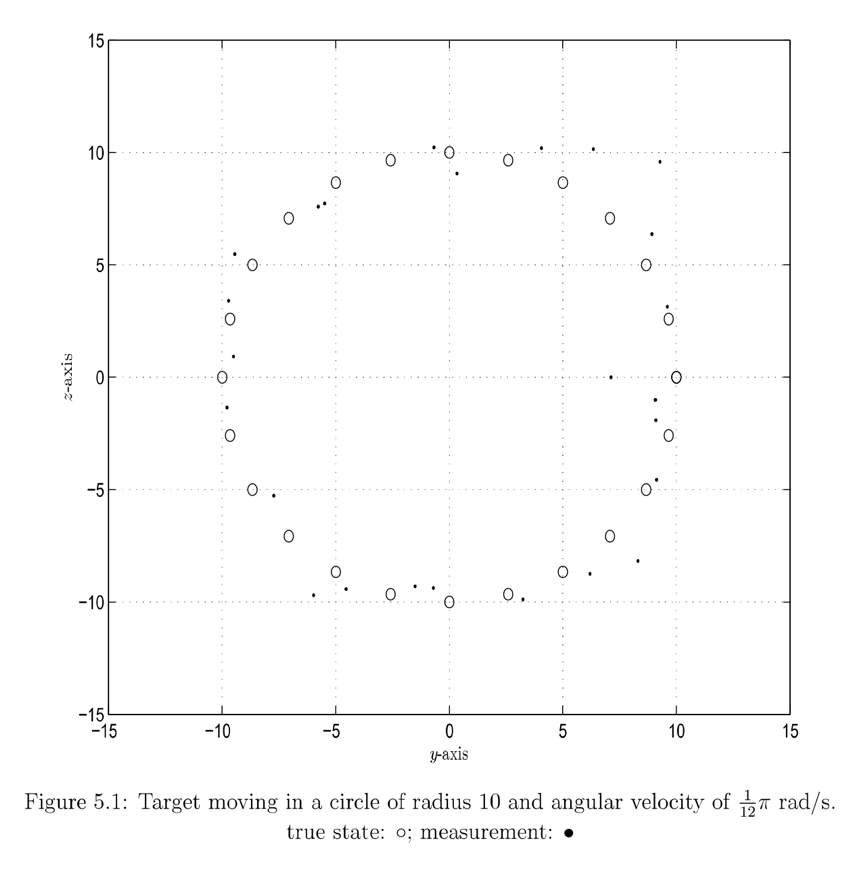 15
10
5
0
−5
−10
−15
z-axis
−15 −10 −5 0 5 10 15
y-axis
Figure 5.1: Target moving in a circle of radius 10 and angular velocity of 1/12 π rad/s.
true state: ○; measurement: ●